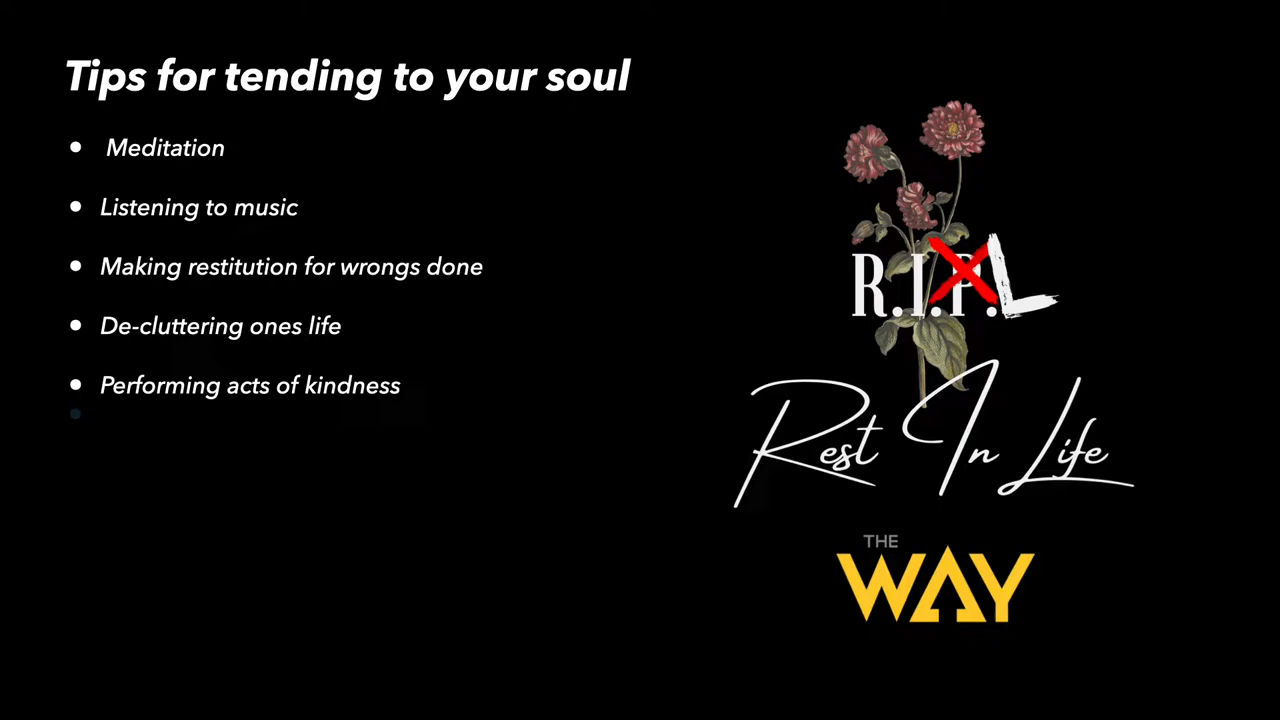 Tips for tending to your soul
• Meditation
• Listening to music
• Making restitution for wrongs done
• De-cluttering ones life
• Performing acts of kindness
•
R.I.P.L
Rest In Life
THE
WAY